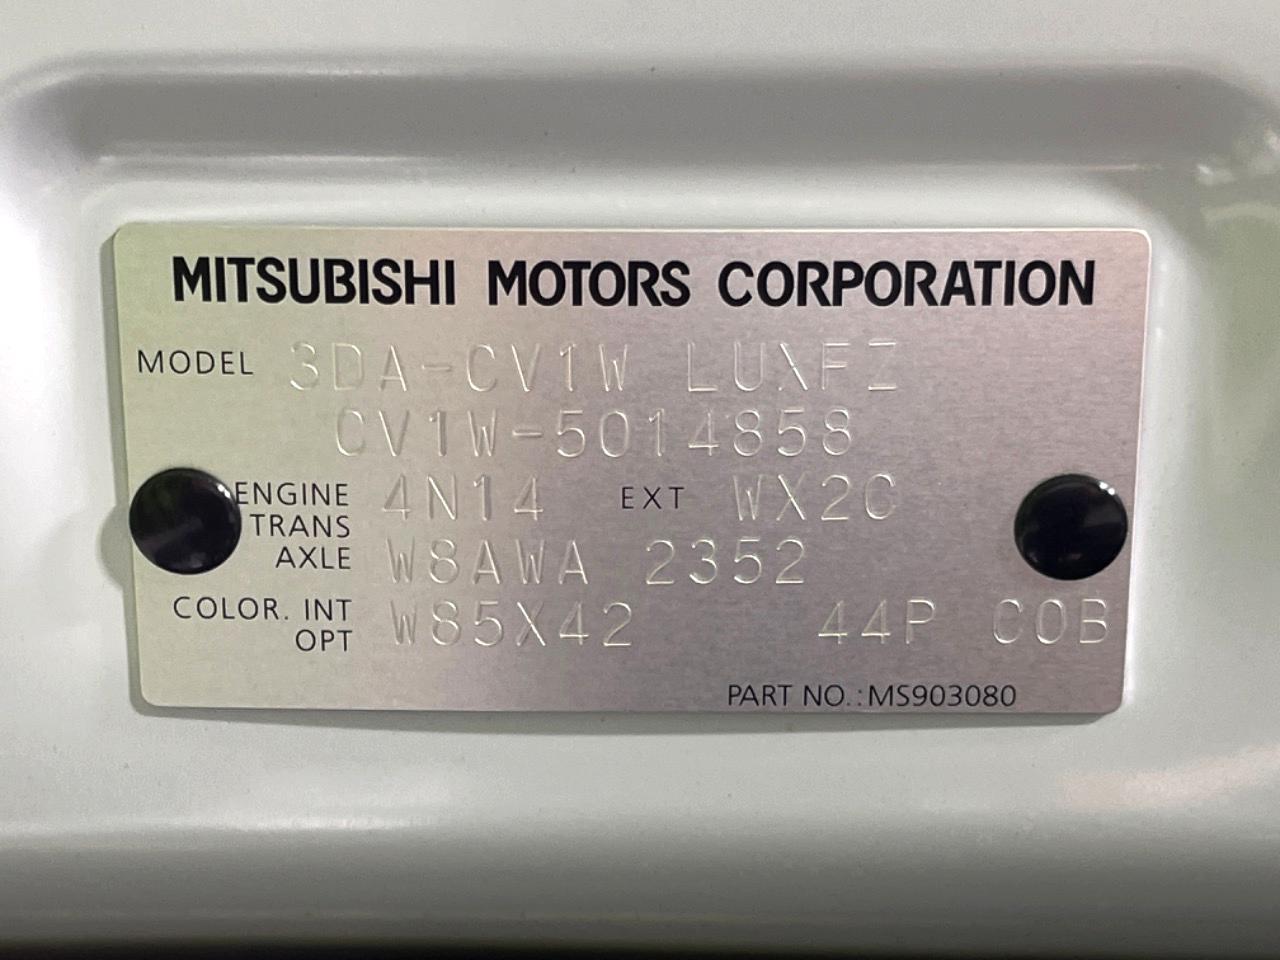 MITSUBISHI MOTORS CORPORATION
MODEL 3DA-CV1W LUXFZ
CV1W-5014858
ENGINE 4N14 EXT WX2C
TRANS
AXLE W8AWA 2352
COLOR. INT
OPT W85X42 44P C0B
PART NO.:MS903080